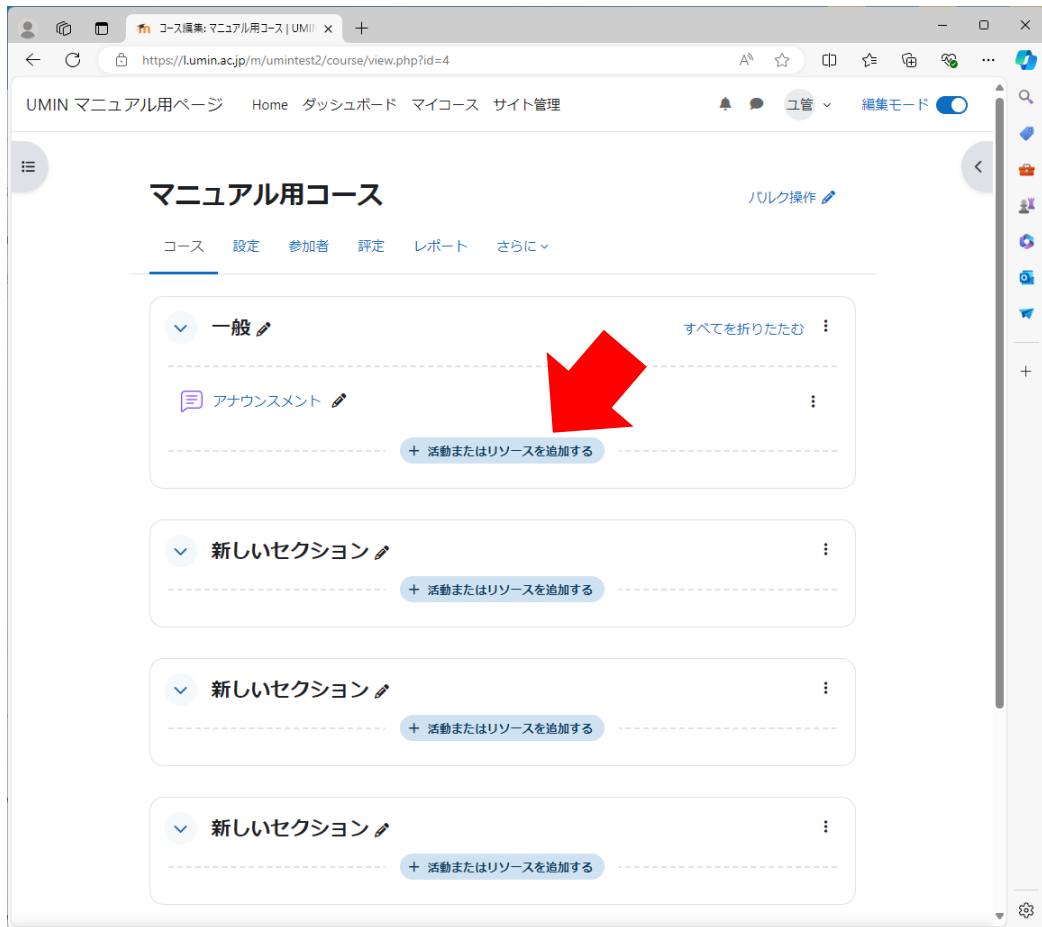 コース編集: マニュアル用コース | UMIN
https://l.umin.ac.jp/m/umintest2/course/view.php?id=4
UMIN マニュアル用ページ Home ダッシュボード マイコース サイト管理 ユ管 編集モード
マニュアル用コース
バルク操作
コース 設定 参加者 評定 レポート さらに
一般 すべてを折りたたむ
アナウンスメント
+ 活動またはリソースを追加する
新しいセクション
+ 活動またはリソースを追加する
新しいセクション
+ 活動またはリソースを追加する
新しいセクション
+ 活動またはリソースを追加する